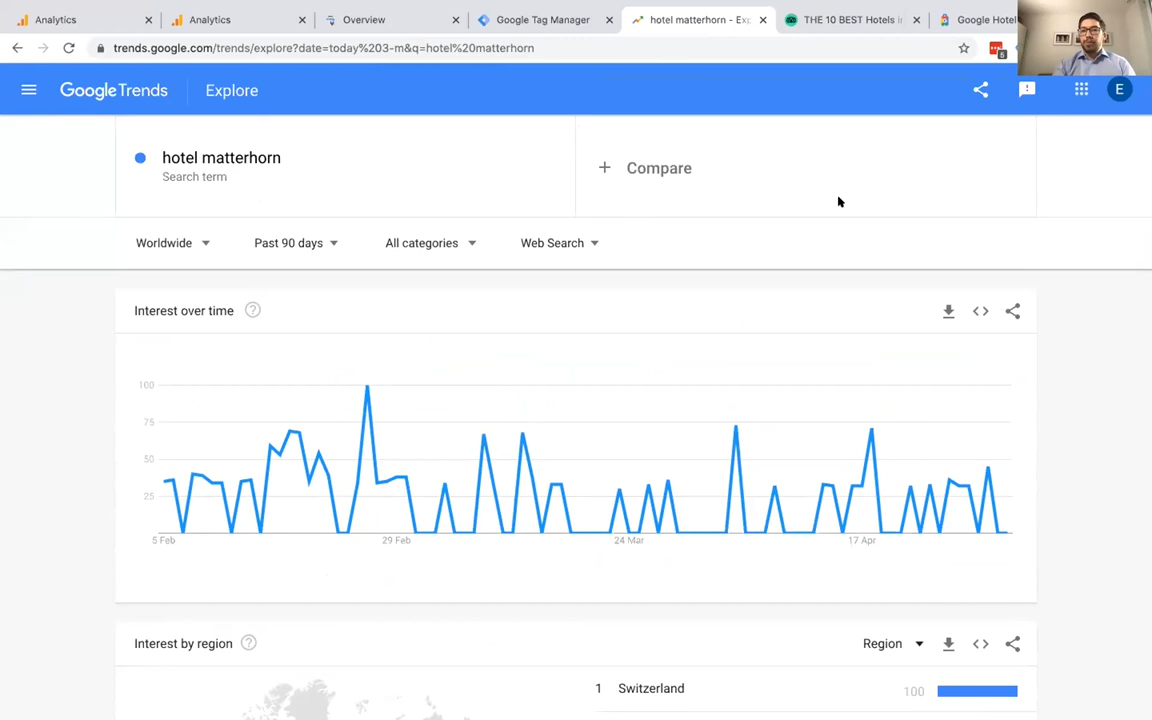 Analytics
Analytics
Overview
Google Tag Manager
hotel matterhorn - Exp
THE 10 BEST Hotels i
Google Hotel
trends.google.com/trends/explore?date=today%203-m&q=hotel%20matterhorn
6
Google Trends
Explore
E
hotel matterhorn
Search term
+ Compare
Worldwide
Past 90 days
All categories
Web Search
Interest over time
100
75
50
25
5 Feb
29 Feb
24 Mar
17 Apr
Interest by region
Region
1 Switzerland
100